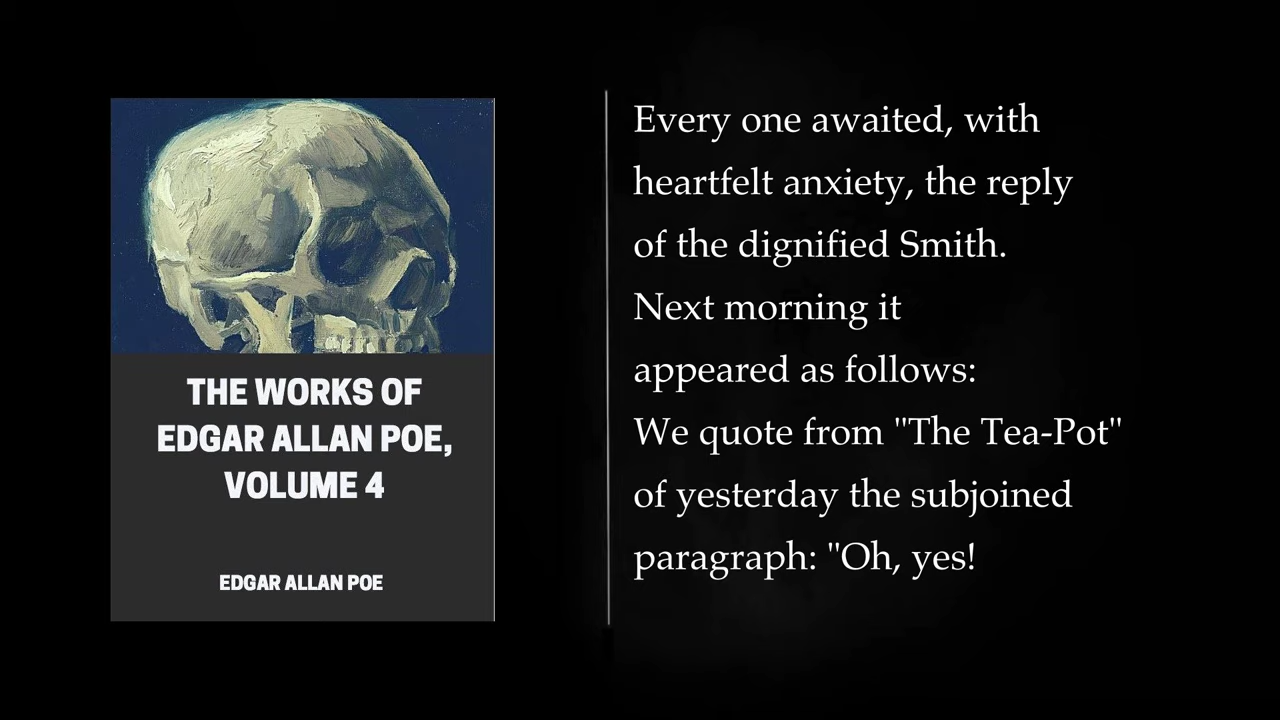 THE WORKS OF
EDGAR ALLAN POE,
VOLUME 4
EDGAR ALLAN POE
Every one awaited, with
heartfelt anxiety, the reply
of the dignified Smith.
Next morning it
appeared as follows:
We quote from "The Tea-Pot"
of yesterday the subjoined
paragraph: "Oh, yes!